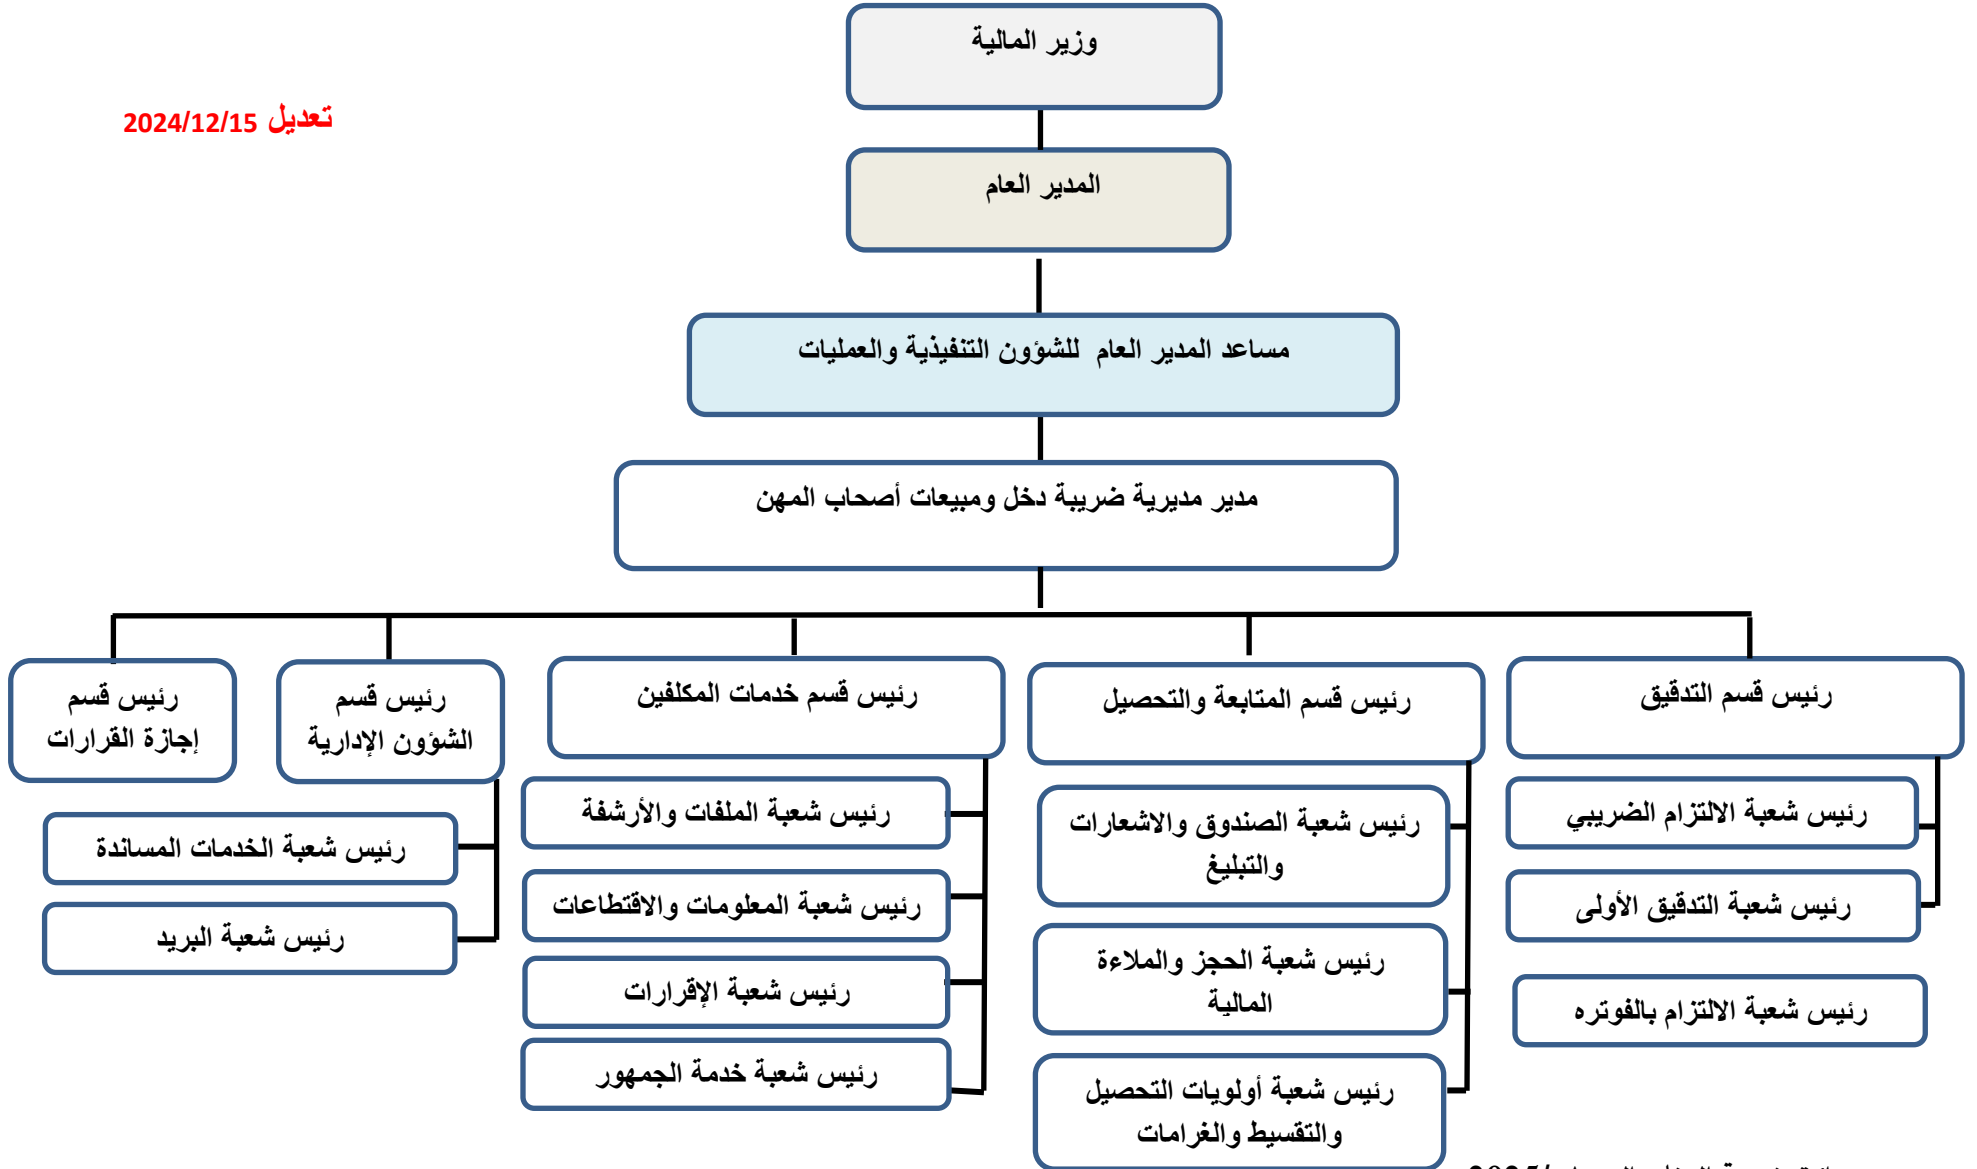 وزير المالية
تعديل 2024/12/15
المدير العام
مساعد المدير العام للشؤون التنفيذية والعمليات
مدير مديرية ضريبة دخل ومبيعات أصحاب المهن
رئيس قسم التدقيق
رئيس شعبة الالتزام الضريبي
رئيس شعبة التدقيق الأولى
رئيس شعبة الالتزام بالفوتره
رئيس قسم المتابعة والتحصيل
رئيس شعبة الصندوق والاشعارات
والتبليغ
رئيس شعبة الحجز والملاءة
المالية
رئيس شعبة أولويات التحصيل
والتقسيط والغرامات
رئيس قسم خدمات المكلفين
رئيس شعبة الملفات والأرشفة
رئيس شعبة المعلومات والاقتطاعات
رئيس شعبة الإقرارات
رئيس شعبة خدمة الجمهور
رئيس قسم
الشؤون الإدارية
رئيس شعبة الخدمات المساندة
رئيس شعبة البريد
رئيس قسم
إجازة القرارات